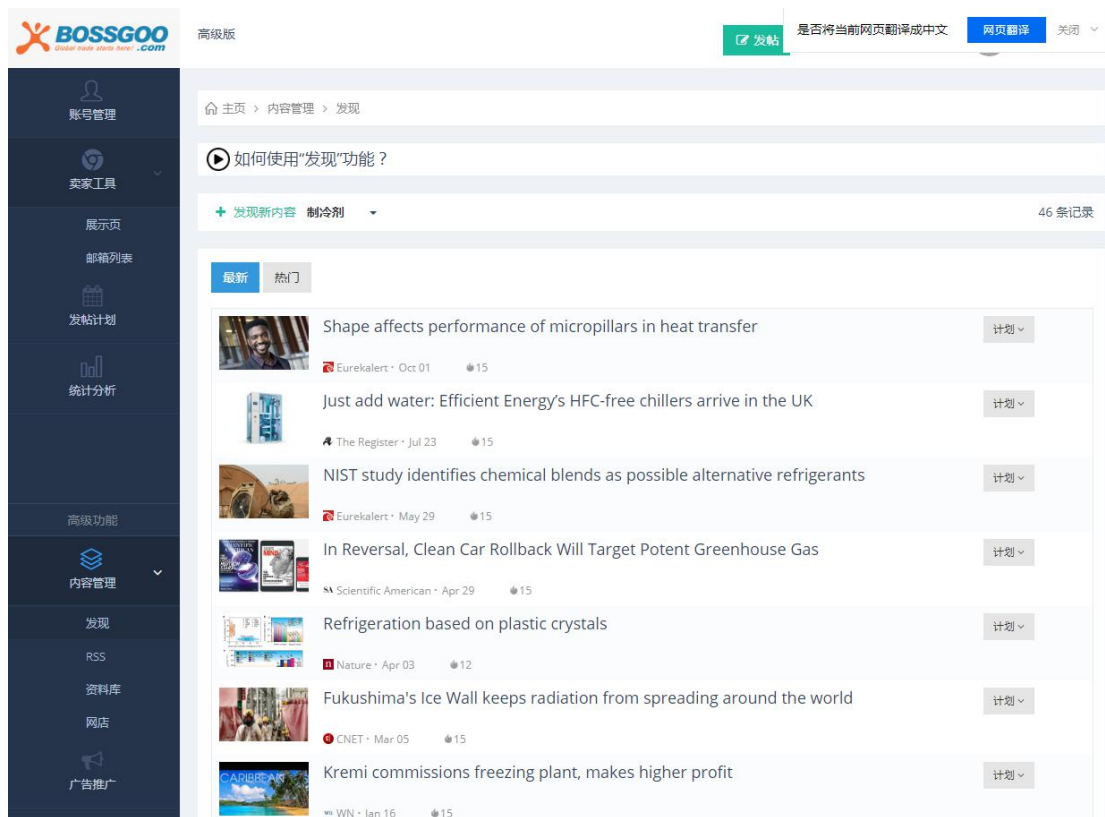 BOSSGOO
Global trade starts here! .COM
高级版
发帖
是否将当前网页翻译成中文
网页翻译
关闭
账号管理
卖家工具
展示页
邮箱列表
发帖计划
统计分析
高级功能
内容管理
发现
RSS
资料库
网店
广告推广
主页 > 内容管理 > 发现
如何使用“发现”功能？
+ 发现新内容 制冷剂
46 条记录
最新 热门
Shape affects performance of micropillars in heat transfer
计划
Eurekalert · Oct 01 15
Just add water: Efficient Energy’s HFC-free chillers arrive in the UK
计划
The Register · Jul 23 15
NIST study identifies chemical blends as possible alternative refrigerants
计划
Eurekalert · May 29 15
In Reversal, Clean Car Rollback Will Target Potent Greenhouse Gas
计划
SA Scientific American · Apr 29 15
Refrigeration based on plastic crystals
计划
n Nature · Apr 03 12
Fukushima's Ice Wall keeps radiation from spreading around the world
计划
CNET · Mar 05 15
CARIBBEAN
Kremi commissions freezing plant, makes higher profit
计划
wn WN · Jan 16 15